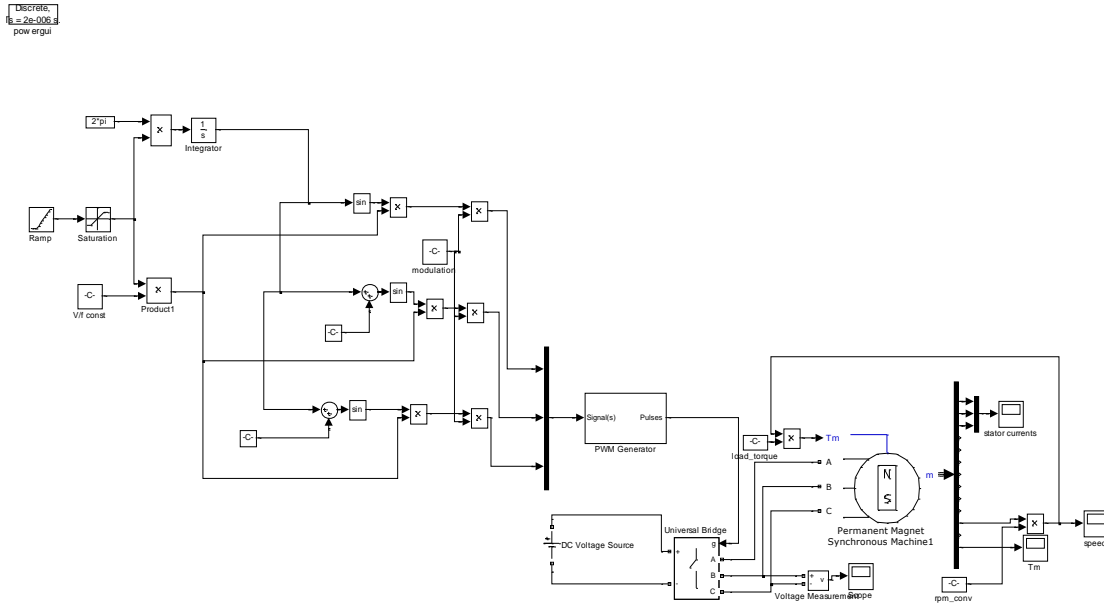 Discrete,
Ts = 2e-006 s.
powergui
2*pi
x
1
s
Integrator
sin
x
x
Ramp
Saturation
-C-
modulation
-C-
V/f const
x
Product1
sin
x
x
-C-
sin
x
x
-C-
Signal(s)
Pulses
PWM Generator
-C-
load_torque
x
Tm
A
B
C
N
S
m
Permanent Magnet
Synchronous Machine1
stator currents
x
speed
Tm
-C-
rpm_conv
DC Voltage Source
Universal Bridge
g
+
A
B
-
C
+
-
v
Voltage Measurement
Scope